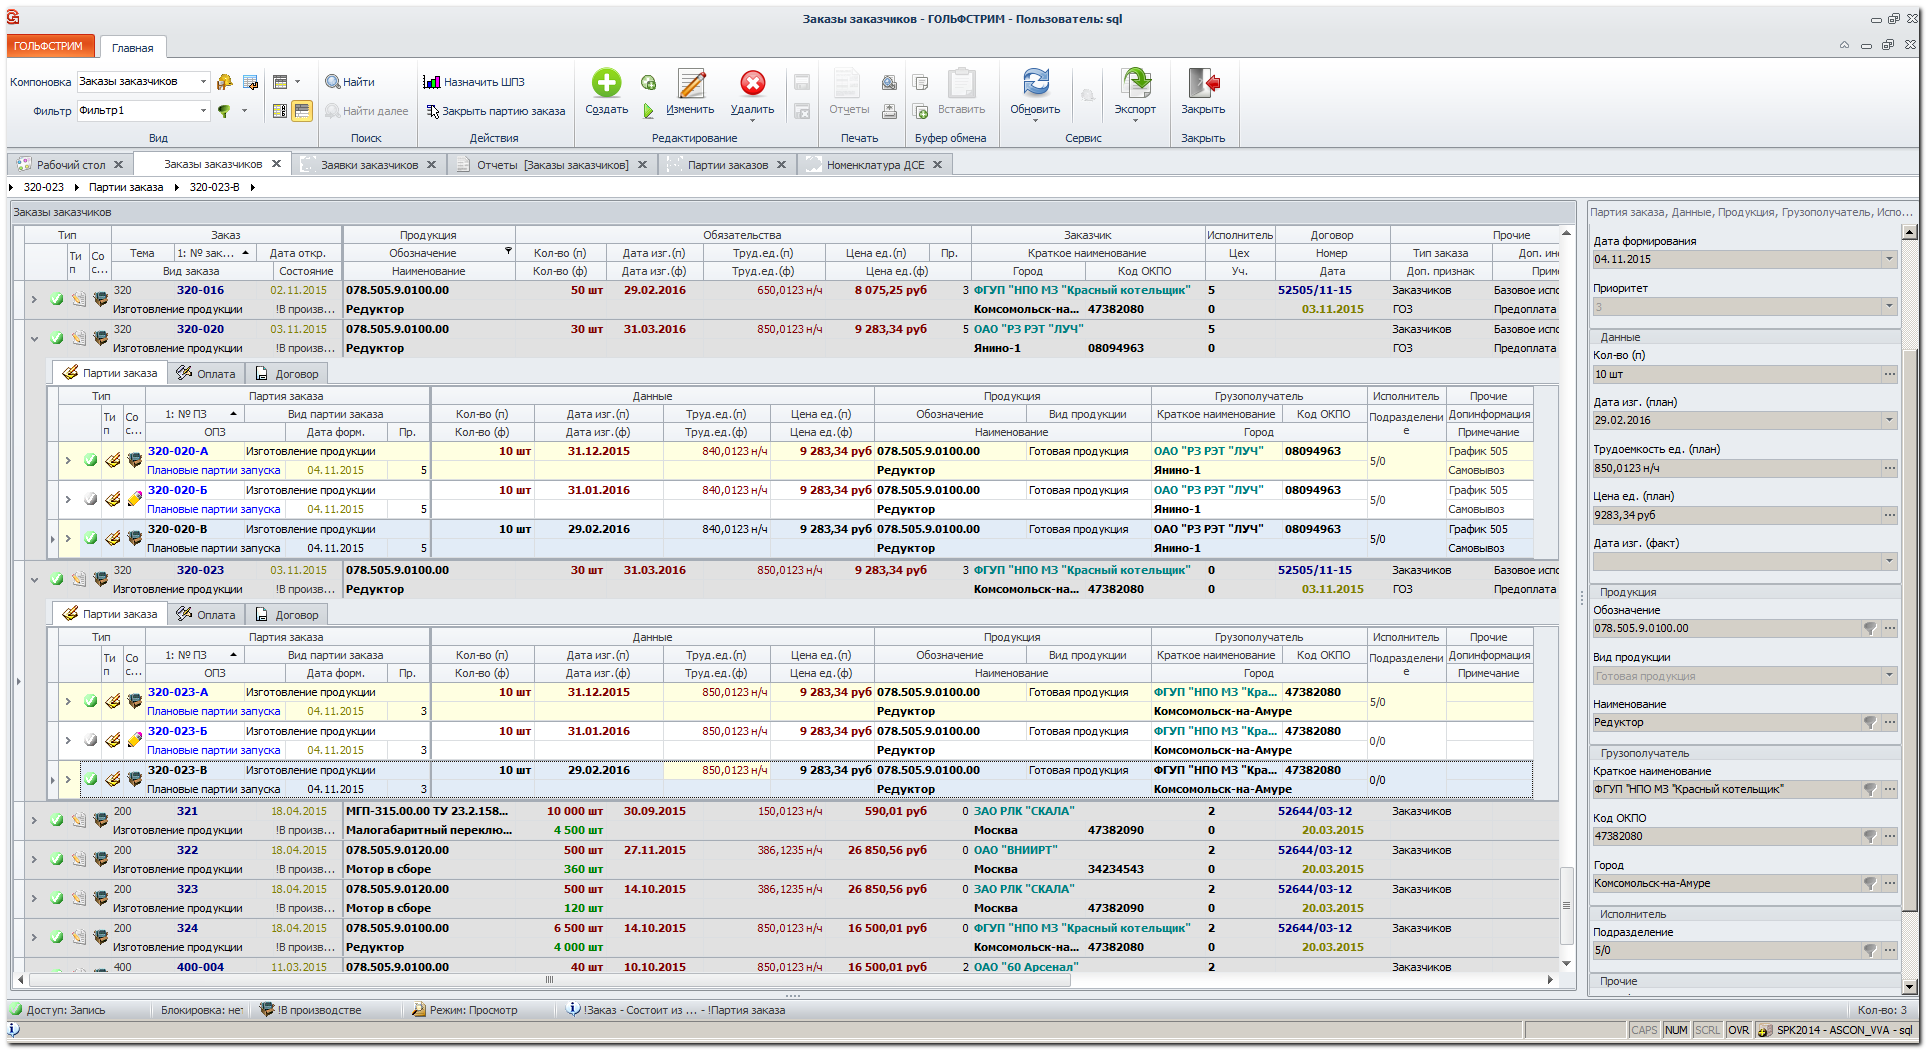 Заказы заказчиков - ГОЛЬФСТРИМ - Пользователь: sql
ГОЛЬФСТРИМ Главная
Компоновка Заказы заказчиков Найти Назначить ШПЗ
Фильтр Фильтр1 Найти далее Закрыть партию заказа Создать Изменить Удалить Отчеты Вставить Обновить Экспорт Закрыть
Вид Поиск Действия Редактирование Печать Буфер обмена Сервис Закрыть
Рабочий стол Заказы заказчиков Заявки заказчиков Отчеты [Заказы заказчиков] Партии заказов Номенклатура ДСЕ
320-023 Партии заказа 320-023-В
Заказы заказчиков
Тип Заказ Продукция Обязательства Заказчик Исполнитель Договор Прочие
Ти п Со с... Тема 1: № зак... Дата откр. Обозначение Кол-во (п) Дата изг.(п) Труд.ед.(п) Цена ед.(п) Пр. Краткое наименование Цех Номер Тип заказа Доп. ин
Вид заказа Состояние Наименование Кол-во (ф) Дата изг.(ф) Труд.ед.(ф) Цена ед.(ф) Город Код ОКПО Уч. Дата Доп. признак Прим
320 320-016 02.11.2015 078.505.9.0100.00 50 шт 29.02.2016 650,0123 н/ч 8 075,25 руб 3 ФГУП "НПО МЗ "Красный котельщик" 5 52505/11-15 Заказчиков Базовое испо
Изготовление продукции !В произв... Редуктор Комсомольск-на... 47382080 0 03.11.2015 ГОЗ Предоплата
320 320-020 03.11.2015 078.505.9.0100.00 30 шт 31.03.2016 850,0123 н/ч 9 283,34 руб 5 ОАО "РЗ РЭТ "ЛУЧ" 5 Заказчиков Базовое испо
Изготовление продукции !В произв... Редуктор Янино-1 08094963 0 ГОЗ Предоплата
Партии заказа Оплата Договор
Тип Партия заказа Данные Продукция Грузополучатель Исполнитель Прочие
Ти п Со с... 1: № ПЗ Вид партии заказа Кол-во (п) Дата изг.(п) Труд.ед.(п) Цена ед.(п) Обозначение Вид продукции Краткое наименование Код ОКПО Подразделени е Допинформация
ОПЗ Дата форм. Пр. Кол-во (ф) Дата изг.(ф) Труд.ед.(ф) Цена ед.(ф) Наименование Город Примечание
320-020-А Изготовление продукции 10 шт 31.12.2015 840,0123 н/ч 9 283,34 руб 078.505.9.0100.00 Готовая продукция ОАО "РЗ РЭТ "ЛУЧ" 08094963 5/0 График 505
Плановые партии запуска 04.11.2015 5 Редуктор Янино-1 Самовывоз
320-020-Б Изготовление продукции 10 шт 31.01.2016 840,0123 н/ч 9 283,34 руб 078.505.9.0100.00 Готовая продукция ОАО "РЗ РЭТ "ЛУЧ" 08094963 5/0 График 505
Плановые партии запуска 04.11.2015 5 Редуктор Янино-1 Самовывоз
320-020-В Изготовление продукции 10 шт 29.02.2016 840,0123 н/ч 9 283,34 руб 078.505.9.0100.00 Готовая продукция ОАО "РЗ РЭТ "ЛУЧ" 08094963 5/0 График 505
Плановые партии запуска 04.11.2015 5 Редуктор Янино-1 Самовывоз
320 320-023 03.11.2015 078.505.9.0100.00 30 шт 31.03.2016 850,0123 н/ч 9 283,34 руб 3 ФГУП "НПО МЗ "Красный котельщик" 0 52505/11-15 Заказчиков Базовое испо
Изготовление продукции !В произв... Редуктор Комсомольск-на... 47382080 0 03.11.2015 ГОЗ Предоплата
Партии заказа Оплата Договор
Тип Партия заказа Данные Продукция Грузополучатель Исполнитель Прочие
Ти п Со с... 1: № ПЗ Вид партии заказа Кол-во (п) Дата изг.(п) Труд.ед.(п) Цена ед.(п) Обозначение Вид продукции Краткое наименование Код ОКПО Подразделени е Допинформация
ОПЗ Дата форм. Пр. Кол-во (ф) Дата изг.(ф) Труд.ед.(ф) Цена ед.(ф) Наименование Город Примечание
320-023-А Изготовление продукции 10 шт 31.12.2015 850,0123 н/ч 9 283,34 руб 078.505.9.0100.00 Готовая продукция ФГУП "НПО МЗ "Кра... 47382080 5/0
Плановые партии запуска 04.11.2015 3 Редуктор Комсомольск-на-Амуре
320-023-Б Изготовление продукции 10 шт 31.01.2016 850,0123 н/ч 9 283,34 руб 078.505.9.0100.00 Готовая продукция ФГУП "НПО МЗ "Кра... 47382080 0/0
Плановые партии запуска 04.11.2015 3 Редуктор Комсомольск-на-Амуре
320-023-В Изготовление продукции 10 шт 29.02.2016 850,0123 н/ч 9 283,34 руб 078.505.9.0100.00 Готовая продукция ФГУП "НПО МЗ "Кра... 47382080 0/0
Плановые партии запуска 04.11.2015 3 Редуктор Комсомольск-на-Амуре
200 321 18.04.2015 МГП-315.00.00 ТУ 23.2.158... 10 000 шт 30.09.2015 150,0123 н/ч 590,01 руб 0 ЗАО РЛК "СКАЛА" 2 52644/03-12 Заказчиков
Изготовление продукции !В произв... Малогабаритный переклю... 4 500 шт Москва 47382090 0 20.03.2015
200 322 18.04.2015 078.505.9.0120.00 500 шт 27.11.2015 386,1235 н/ч 26 850,56 руб 0 ОАО "ВНИИРТ" 2 52644/03-12 Заказчиков
Изготовление продукции !В произв... Мотор в сборе 360 шт Москва 34234543 0 20.03.2015
200 323 18.04.2015 078.505.9.0120.00 500 шт 14.10.2015 386,1235 н/ч 26 850,56 руб 0 ЗАО РЛК "СКАЛА" 2 52644/03-12 Заказчиков
Изготовление продукции !В произв... Мотор в сборе 120 шт Москва 47382090 0 20.03.2015
200 324 18.04.2015 078.505.9.0100.00 6 500 шт 14.10.2015 850,0123 н/ч 16 500,01 руб 0 ФГУП "НПО МЗ "Красный котельщик" 2 52644/03-12 Заказчиков
Изготовление продукции !В произв... Редуктор 4 000 шт Комсомольск-на... 47382080 0 20.03.2015
400 400-004 11.03.2015 078.505.9.0100.00 40 шт 10.10.2015 850,0123 н/ч 16 500,01 руб 2 ОАО "60 Арсенал" 2 Заказчиков
Партия заказа, Данные, Продукция, Грузополучатель, Испо...
Дата формирования
04.11.2015
Приоритет
3
Данные
Кол-во (п)
10 шт
Дата изг. (план)
29.02.2016
Трудоемкость ед. (план)
850,0123 н/ч
Цена ед. (план)
9283,34 руб
Дата изг. (факт)
Продукция
Обозначение
078.505.9.0100.00
Вид продукции
Готовая продукция
Наименование
Редуктор
Грузополучатель
Краткое наименование
ФГУП "НПО МЗ "Красный котельщик"
Код ОКПО
47382080
Город
Комсомольск-на-Амуре
Исполнитель
Подразделение
5/0
Прочие
Доступ: Запись Блокировка: нет !В производстве Режим: Просмотр !Заказ - Состоит из ... - !Партия заказа Кол-во: 3
CAPS NUM SCRL OVR SPK2014 - ASCON_VVA - sql